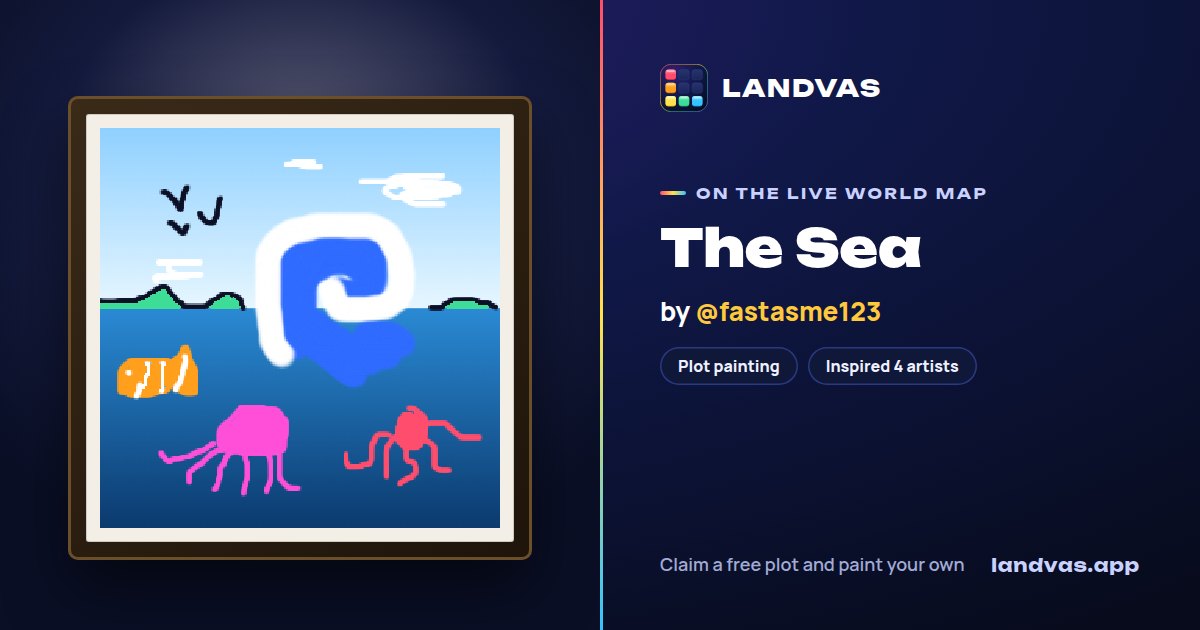 LANDVAS
ON THE LIVE WORLD MAP
The Sea
by @fastasme123
Plot painting
Inspired 4 artists
Claim a free plot and paint your own
landvas.app